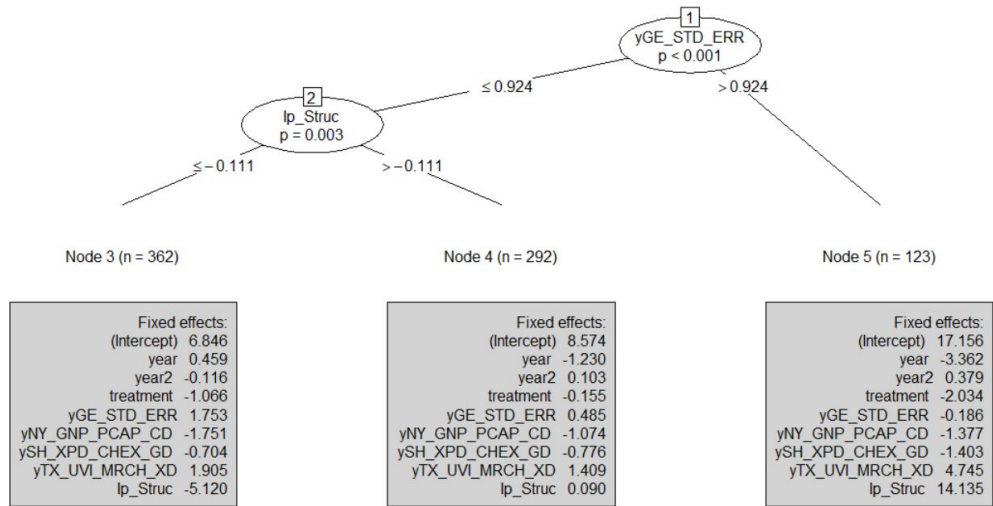 1
yGE_STD_ERR
p < 0.001
≤ 0.924
> 0.924
2
lp_Struc
p = 0.003
≤ −0.111
> −0.111
Node 3 (n = 362)
Fixed effects:
(Intercept) 6.846
year 0.459
year2 -0.116
treatment -1.066
yGE_STD_ERR 1.753
yNY_GNP_PCAP_CD -1.751
ySH_XPD_CHEX_GD -0.704
yTX_UVI_MRCH_XD 1.905
lp_Struc -5.120
Node 4 (n = 292)
Fixed effects:
(Intercept) 8.574
year -1.230
year2 0.103
treatment -0.155
yGE_STD_ERR 0.485
yNY_GNP_PCAP_CD -1.074
ySH_XPD_CHEX_GD -0.776
yTX_UVI_MRCH_XD 1.409
lp_Struc 0.090
Node 5 (n = 123)
Fixed effects:
(Intercept) 17.156
year -3.362
year2 0.379
treatment -2.034
yGE_STD_ERR -0.186
yNY_GNP_PCAP_CD -1.377
ySH_XPD_CHEX_GD -1.403
yTX_UVI_MRCH_XD 4.745
lp_Struc 14.135